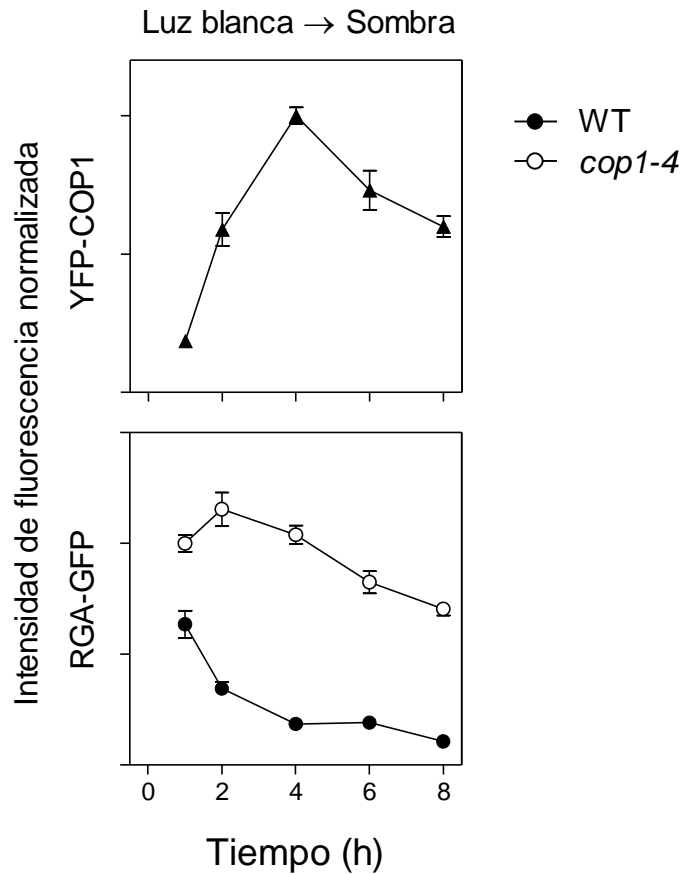 Luz blanca → Sombra
WT
cop1-4
Intensidad de fluorescencia normalizada
YFP-COP1
RGA-GFP
0 2 4 6 8
Tiempo (h)